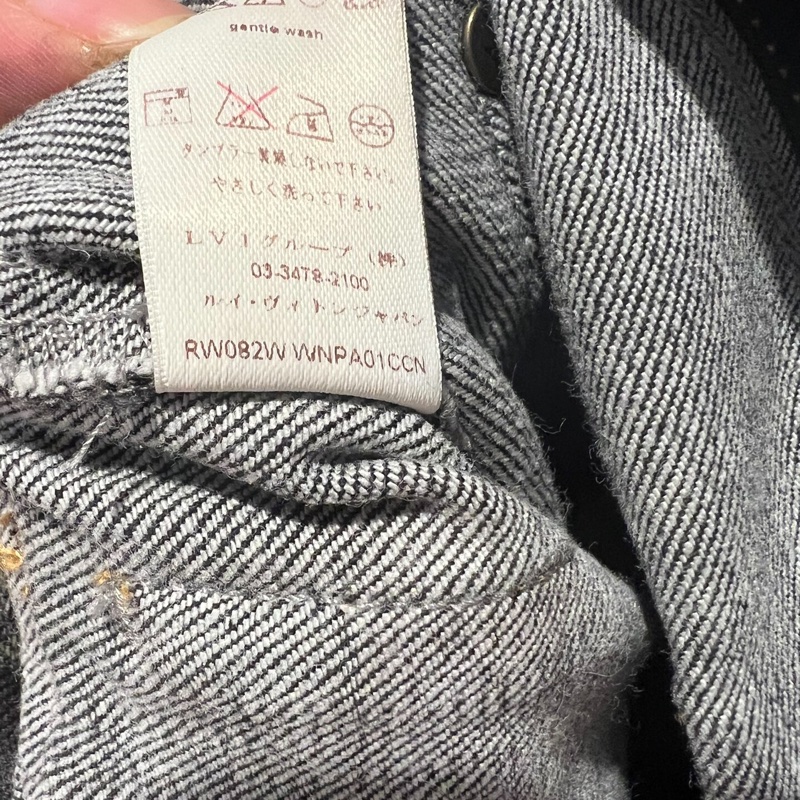 gentle wash
タンブラー乾燥しないで下さい。
やさしく洗って下さい
LVJグループ (株)
03-3478-2100
ルイ・ヴィトンジャパン
RW082W WNPA01CCN